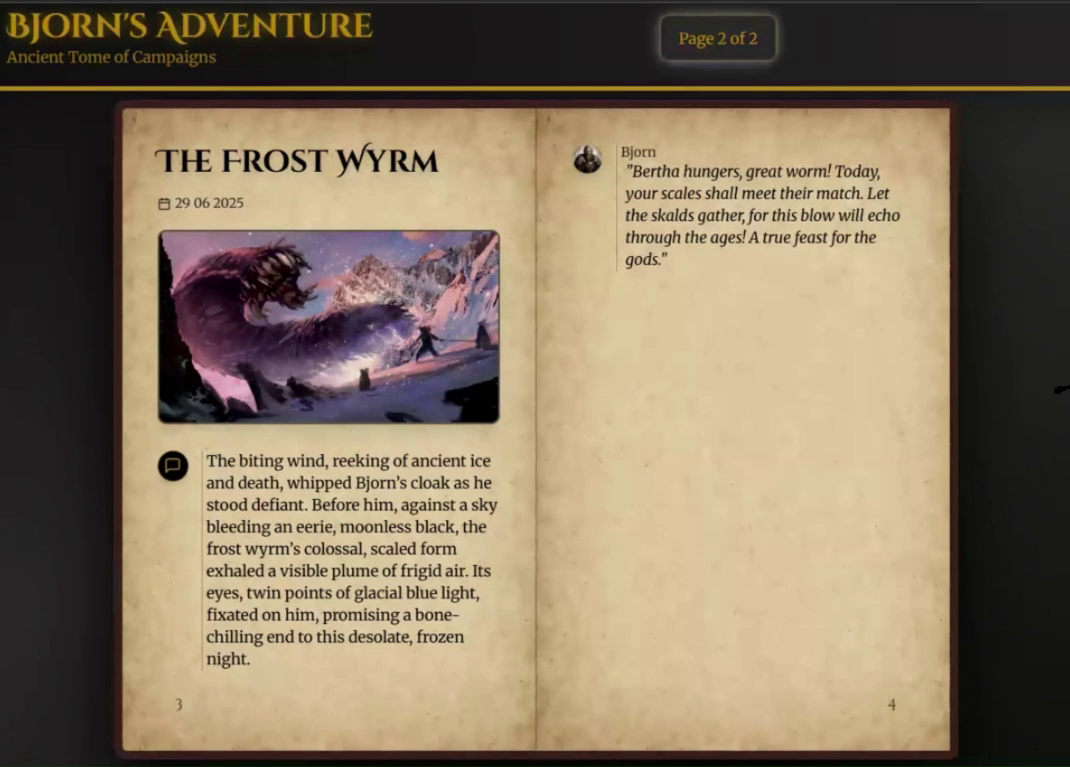 BJORN'S ADVENTURE
Ancient Tome of Campaigns
Page 2 of 2
THE FROST WYRM
29 06 2025
The biting wind, reeking of ancient ice
and death, whipped Bjorn’s cloak as he
stood defiant. Before him, against a sky
bleeding an eerie, moonless black, the
frost wyrm’s colossal, scaled form
exhaled a visible plume of frigid air. Its
eyes, twin points of glacial blue light,
fixated on him, promising a bone-
chilling end to this desolate, frozen
night.
3
Bjorn
"Bertha hungers, great worm! Today,
your scales shall meet their match. Let
the skalds gather, for this blow will echo
through the ages! A true feast for the
gods."
4